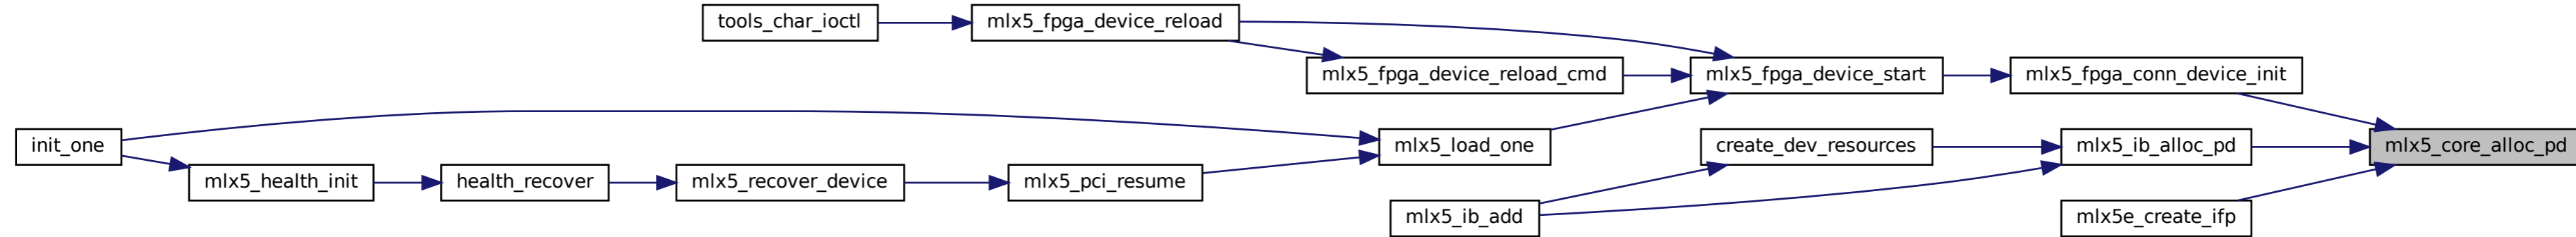 tools_char_ioctl
mlx5_fpga_device_reload
mlx5_fpga_device_reload_cmd
mlx5_fpga_device_start
mlx5_fpga_conn_device_init
init_one
mlx5_load_one
create_dev_resources
mlx5_ib_alloc_pd
mlx5_core_alloc_pd
mlx5_health_init
health_recover
mlx5_recover_device
mlx5_pci_resume
mlx5_ib_add
mlx5e_create_ifp